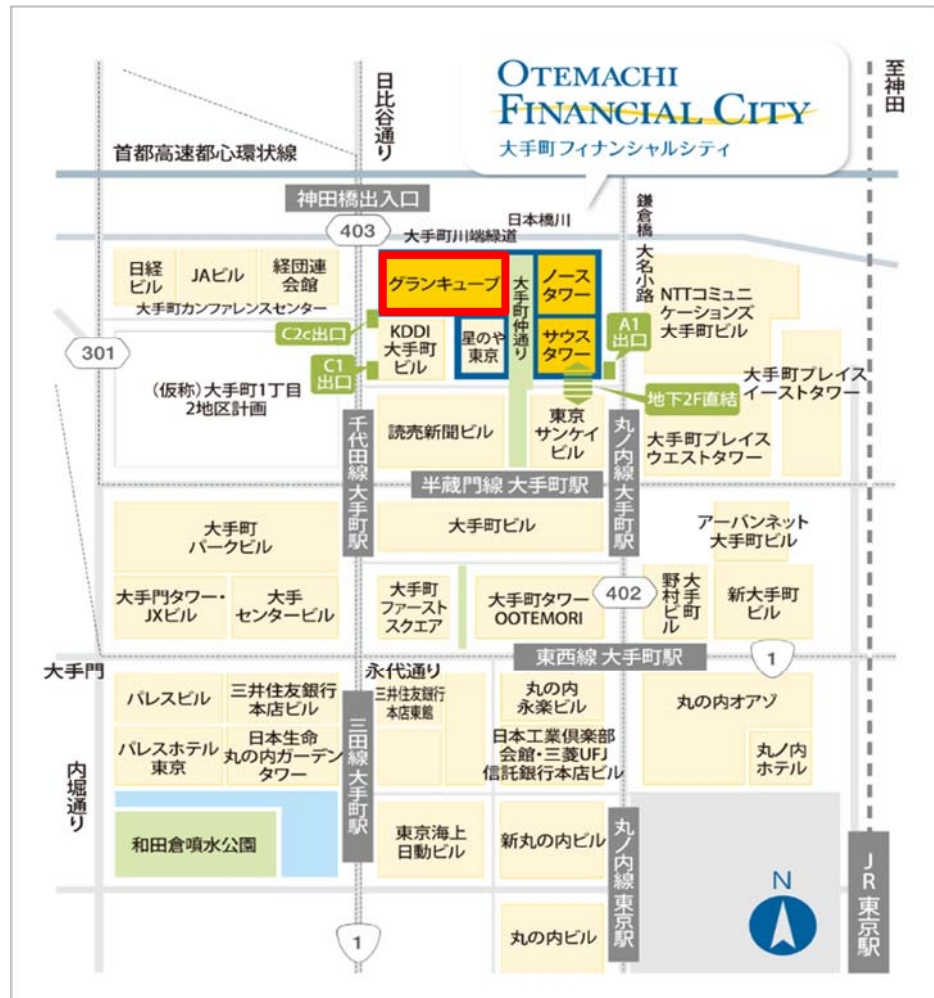 OTEMACHI
FINANCIAL CITY
大手町フィナンシャルシティ
至神田
日比谷通り
首都高速都心環状線
神田橋出入口
日本橋川
鎌倉橋
大名小路
403
大手町川端緑道
日経
ビル
JAビル
経団連
会館
大手町カンファレンスセンター
グランキューブ
大手町仲通り
ノース
タワー
NTTコミュニ
ケーションズ
大手町ビル
C2c出口
KDDI
大手町
ビル
星のや
東京
サウス
タワー
A1
出口
301
C1
出口
(仮称)大手町1丁目
2地区計画
地下2F直結
大手町プレイス
イーストタワー
千代田線 大手町駅
読売新聞ビル
東京
サンケイ
ビル
丸ノ内線 大手町駅
大手町プレイス
ウエストタワー
半蔵門線 大手町駅
大手町
パークビル
大手町ビル
アーバンネット
大手町ビル
大手門タワー・
JXビル
大手
センタービル
大手町
ファースト
スクエア
大手町タワー
OOTEMORI
402
大手町
野村ビル
新大手町
ビル
東西線 大手町駅
1
大手門
永代通り
パレスビル
三井住友銀行
本店ビル
三井住友銀行
本店東館
丸の内
永楽ビル
丸の内オアゾ
パレスホテル
東京
日本生命
丸の内ガーデン
タワー
三田線 大手町駅
日本工業倶楽部
会館・三菱UFJ
信託銀行本店ビル
丸ノ内
ホテル
内堀通り
和田倉噴水公園
東京海上
日動ビル
新丸の内ビル
丸ノ内線 東京駅
JR 東京駅
N
1
丸の内ビル